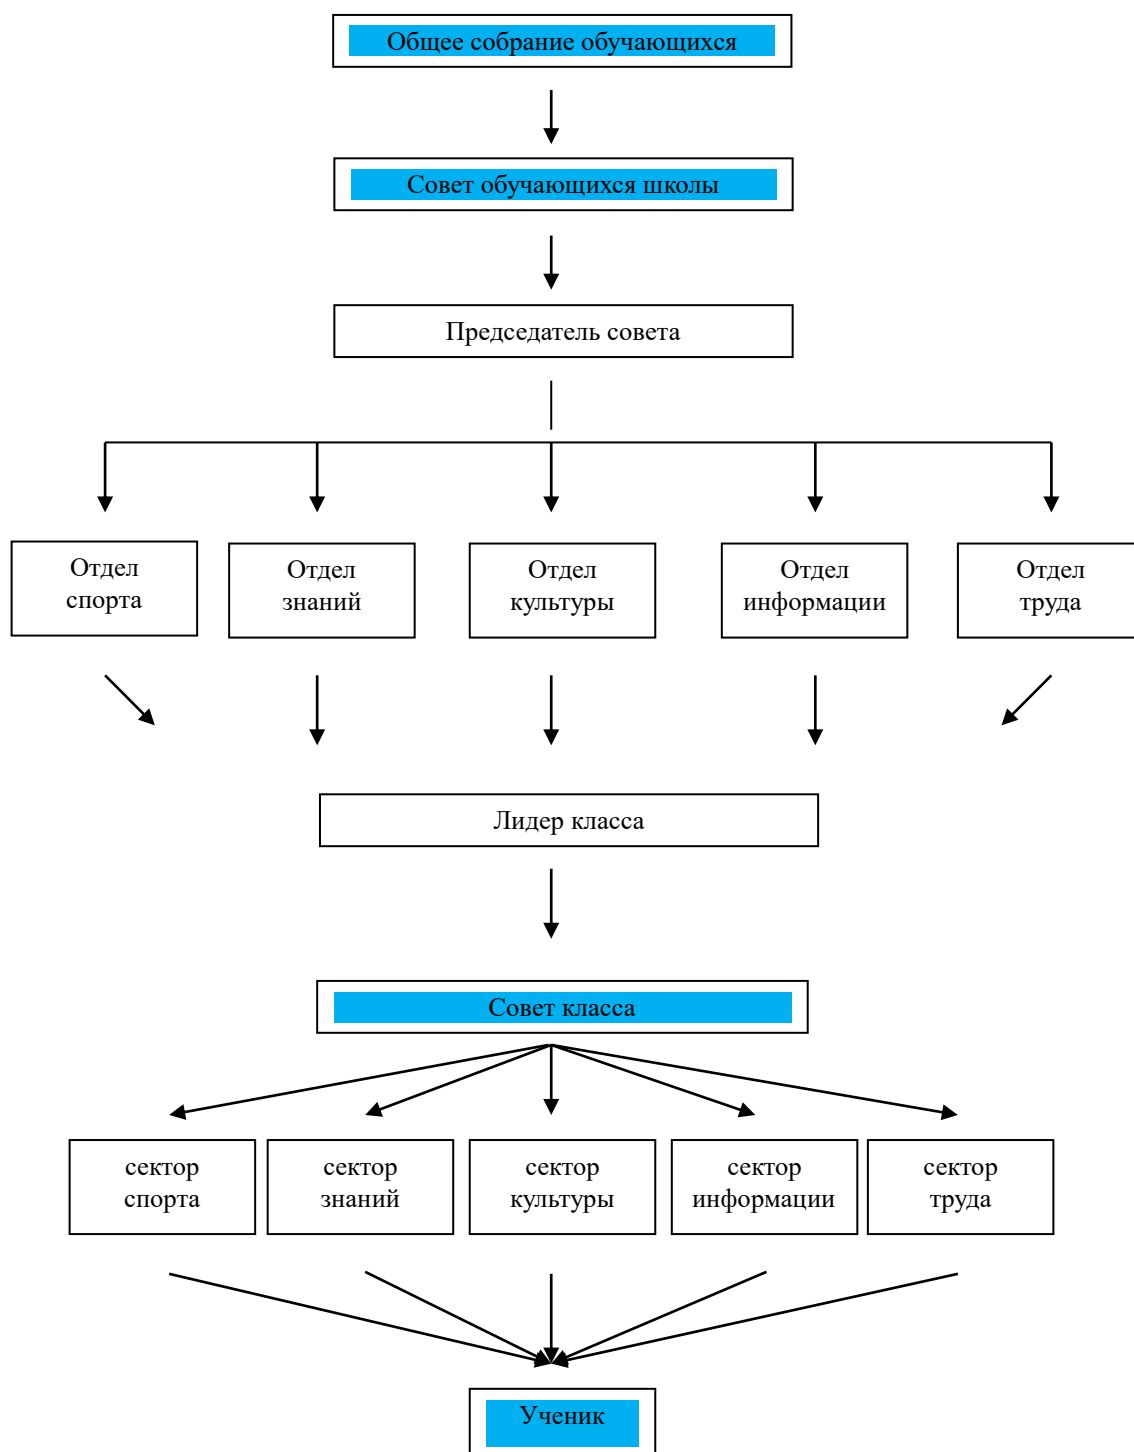 Общее собрание обучающихся
Совет обучающихся школы
Председатель совета
Отдел
спорта
Отдел
знаний
Отдел
культуры
Отдел
информации
Отдел
труда
Лидер класса
Совет класса
сектор
спорта
сектор
знаний
сектор
культуры
сектор
информации
сектор
труда
Ученик